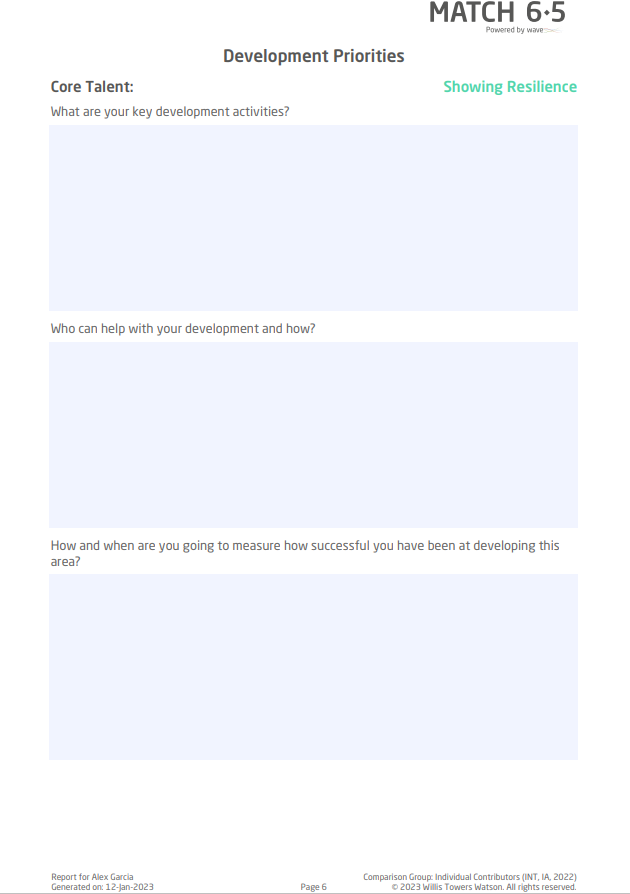 MATCH 6·5
Powered by wave
Development Priorities
Core Talent: Showing Resilience
What are your key development activities?
Who can help with your development and how?
How and when are you going to measure how successful you have been at developing this
area?
Report for Alex Garcia Comparison Group: Individual Contributors (INT, IA, 2022)
Generated on: 12-Jan-2023 Page 6 © 2023 Willis Towers Watson. All rights reserved.